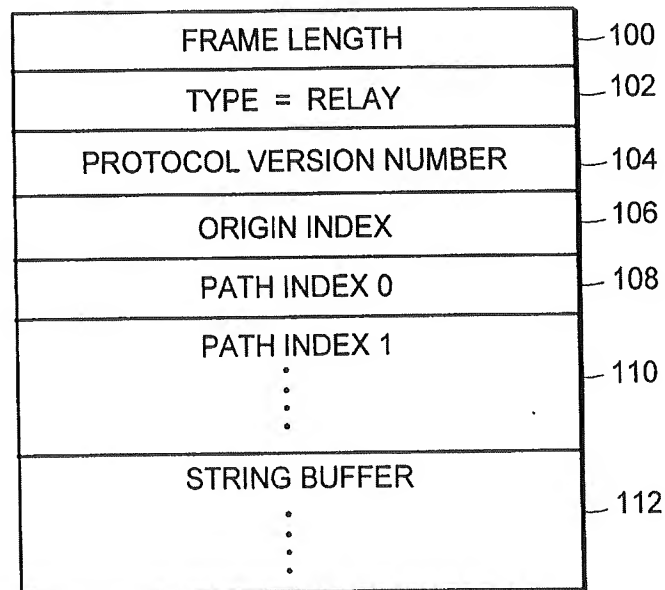 FRAME LENGTH 100
TYPE = RELAY 102
PROTOCOL VERSION NUMBER 104
ORIGIN INDEX 106
PATH INDEX 0 108
PATH INDEX 1
110
STRING BUFFER
112